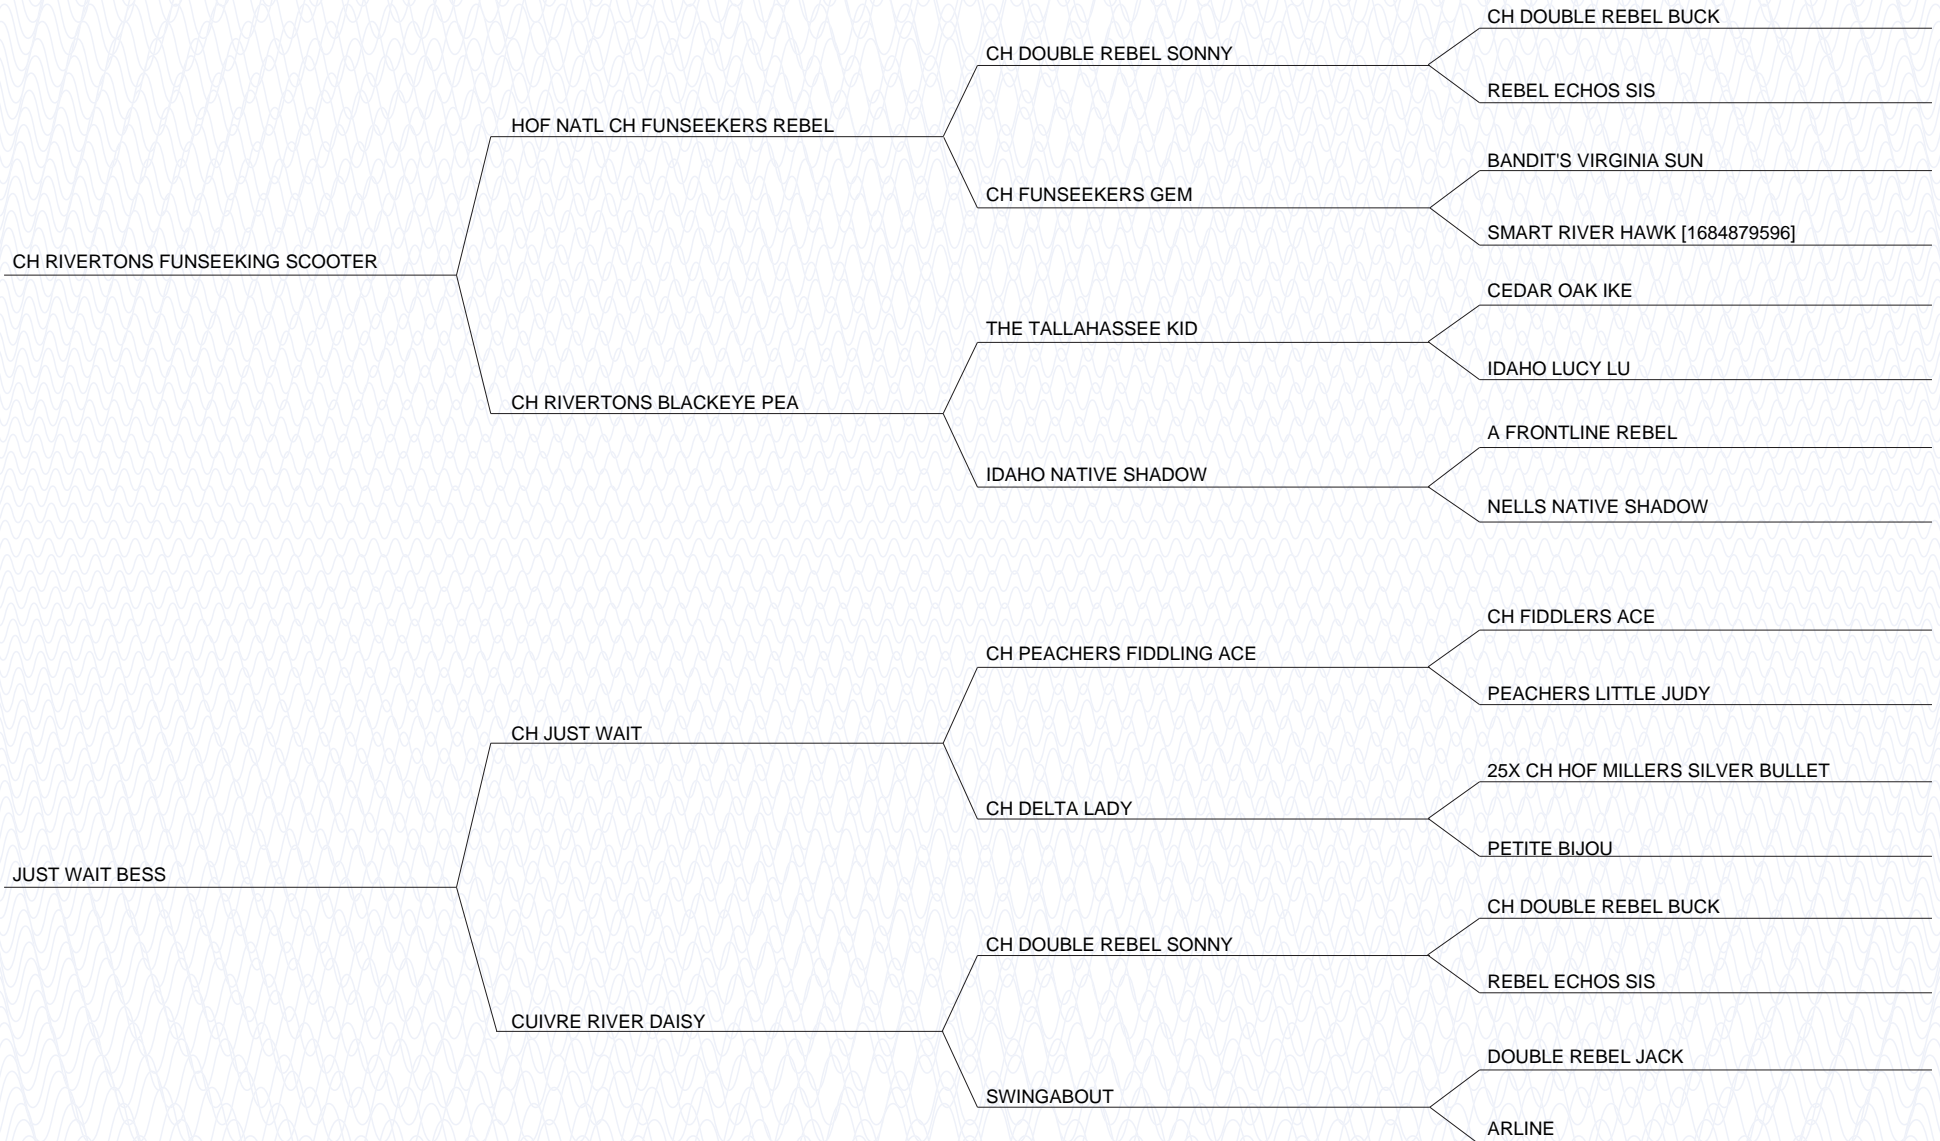 CH DOUBLE REBEL BUCK
CH DOUBLE REBEL SONNY
REBEL ECHOS SIS
HOF NATL CH FUNSEEKERS REBEL
BANDIT'S VIRGINIA SUN
CH FUNSEEKERS GEM
SMART RIVER HAWK [1684879596]
CH RIVERTONS FUNSEEKING SCOOTER
CEDAR OAK IKE
THE TALLAHASSEE KID
IDAHO LUCY LU
CH RIVERTONS BLACKEYE PEA
A FRONTLINE REBEL
IDAHO NATIVE SHADOW
NELLS NATIVE SHADOW
CH FIDDLERS ACE
CH PEACHERS FIDDLING ACE
PEACHERS LITTLE JUDY
CH JUST WAIT
25X CH HOF MILLERS SILVER BULLET
CH DELTA LADY
PETITE BIJOU
JUST WAIT BESS
CH DOUBLE REBEL BUCK
CH DOUBLE REBEL SONNY
REBEL ECHOS SIS
CUIVRE RIVER DAISY
DOUBLE REBEL JACK
SWINGABOUT
ARLINE